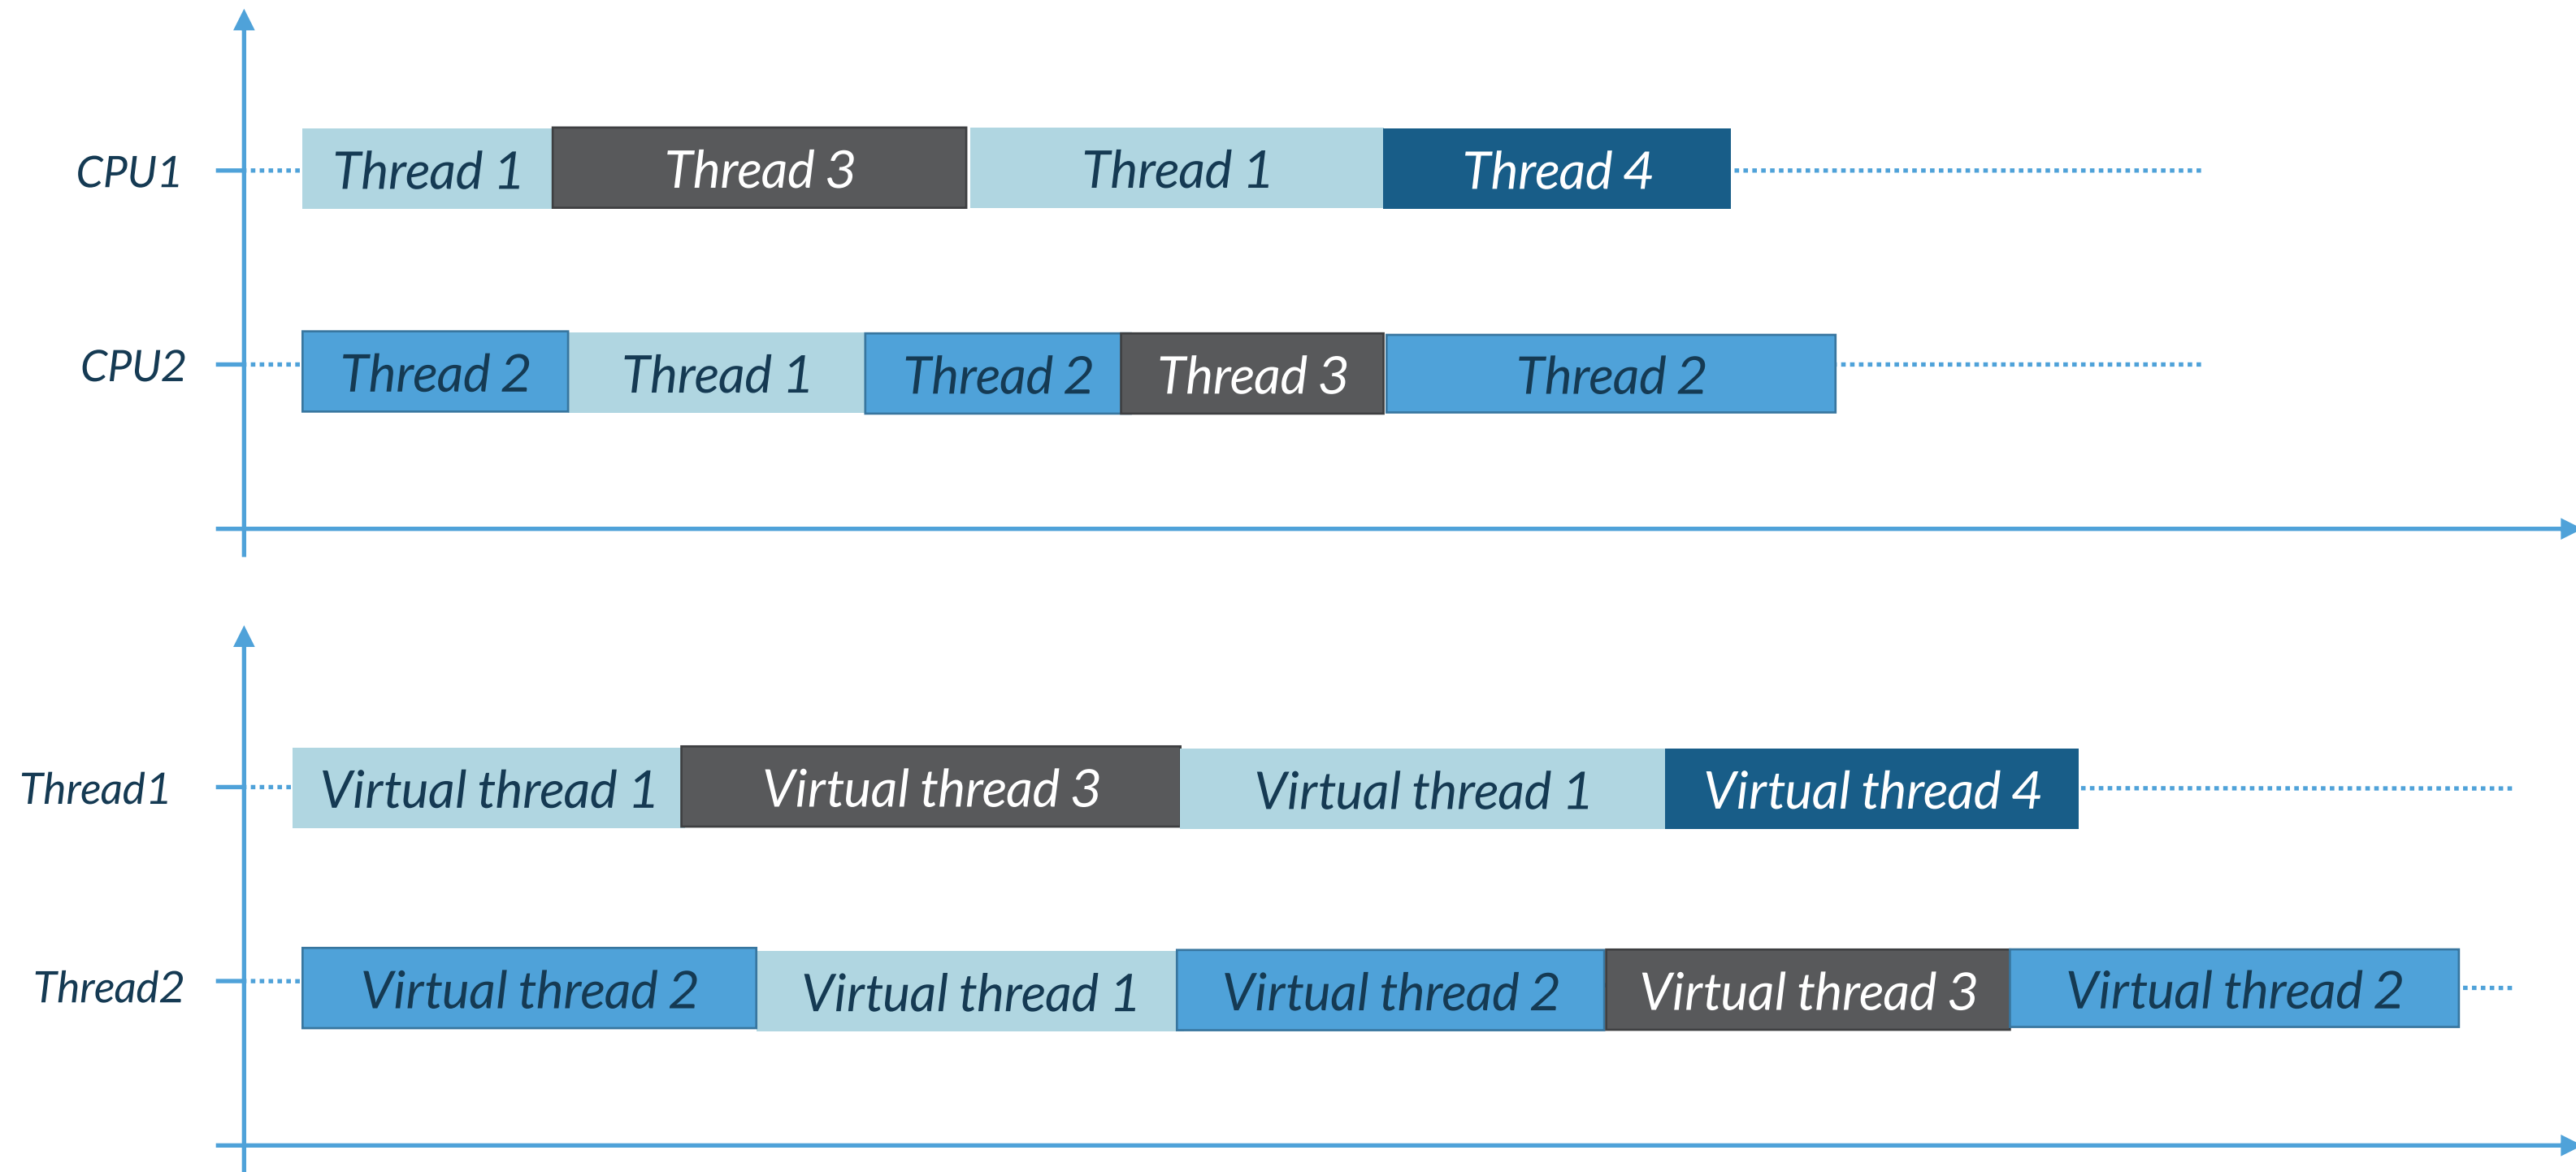 CPU1
Thread 1
Thread 3
Thread 1
Thread 4
CPU2
Thread 2
Thread 1
Thread 2
Thread 3
Thread 2
Thread1
Virtual thread 1
Virtual thread 3
Virtual thread 1
Virtual thread 4
Thread2
Virtual thread 2
Virtual thread 1
Virtual thread 2
Virtual thread 3
Virtual thread 2